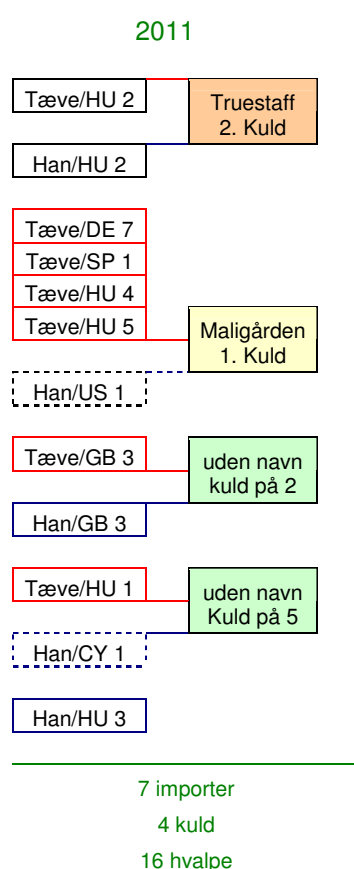 2011
Tæve/HU 2
Truestaff
2. Kuld
Han/HU 2
Tæve/DE 7
Tæve/SP 1
Tæve/HU 4
Tæve/HU 5
Maligården
1. Kuld
Han/US 1
Tæve/GB 3
uden navn
kuld på 2
Han/GB 3
Tæve/HU 1
uden navn
Kuld på 5
Han/CY 1
Han/HU 3
7 importer
4 kuld
16 hvalpe